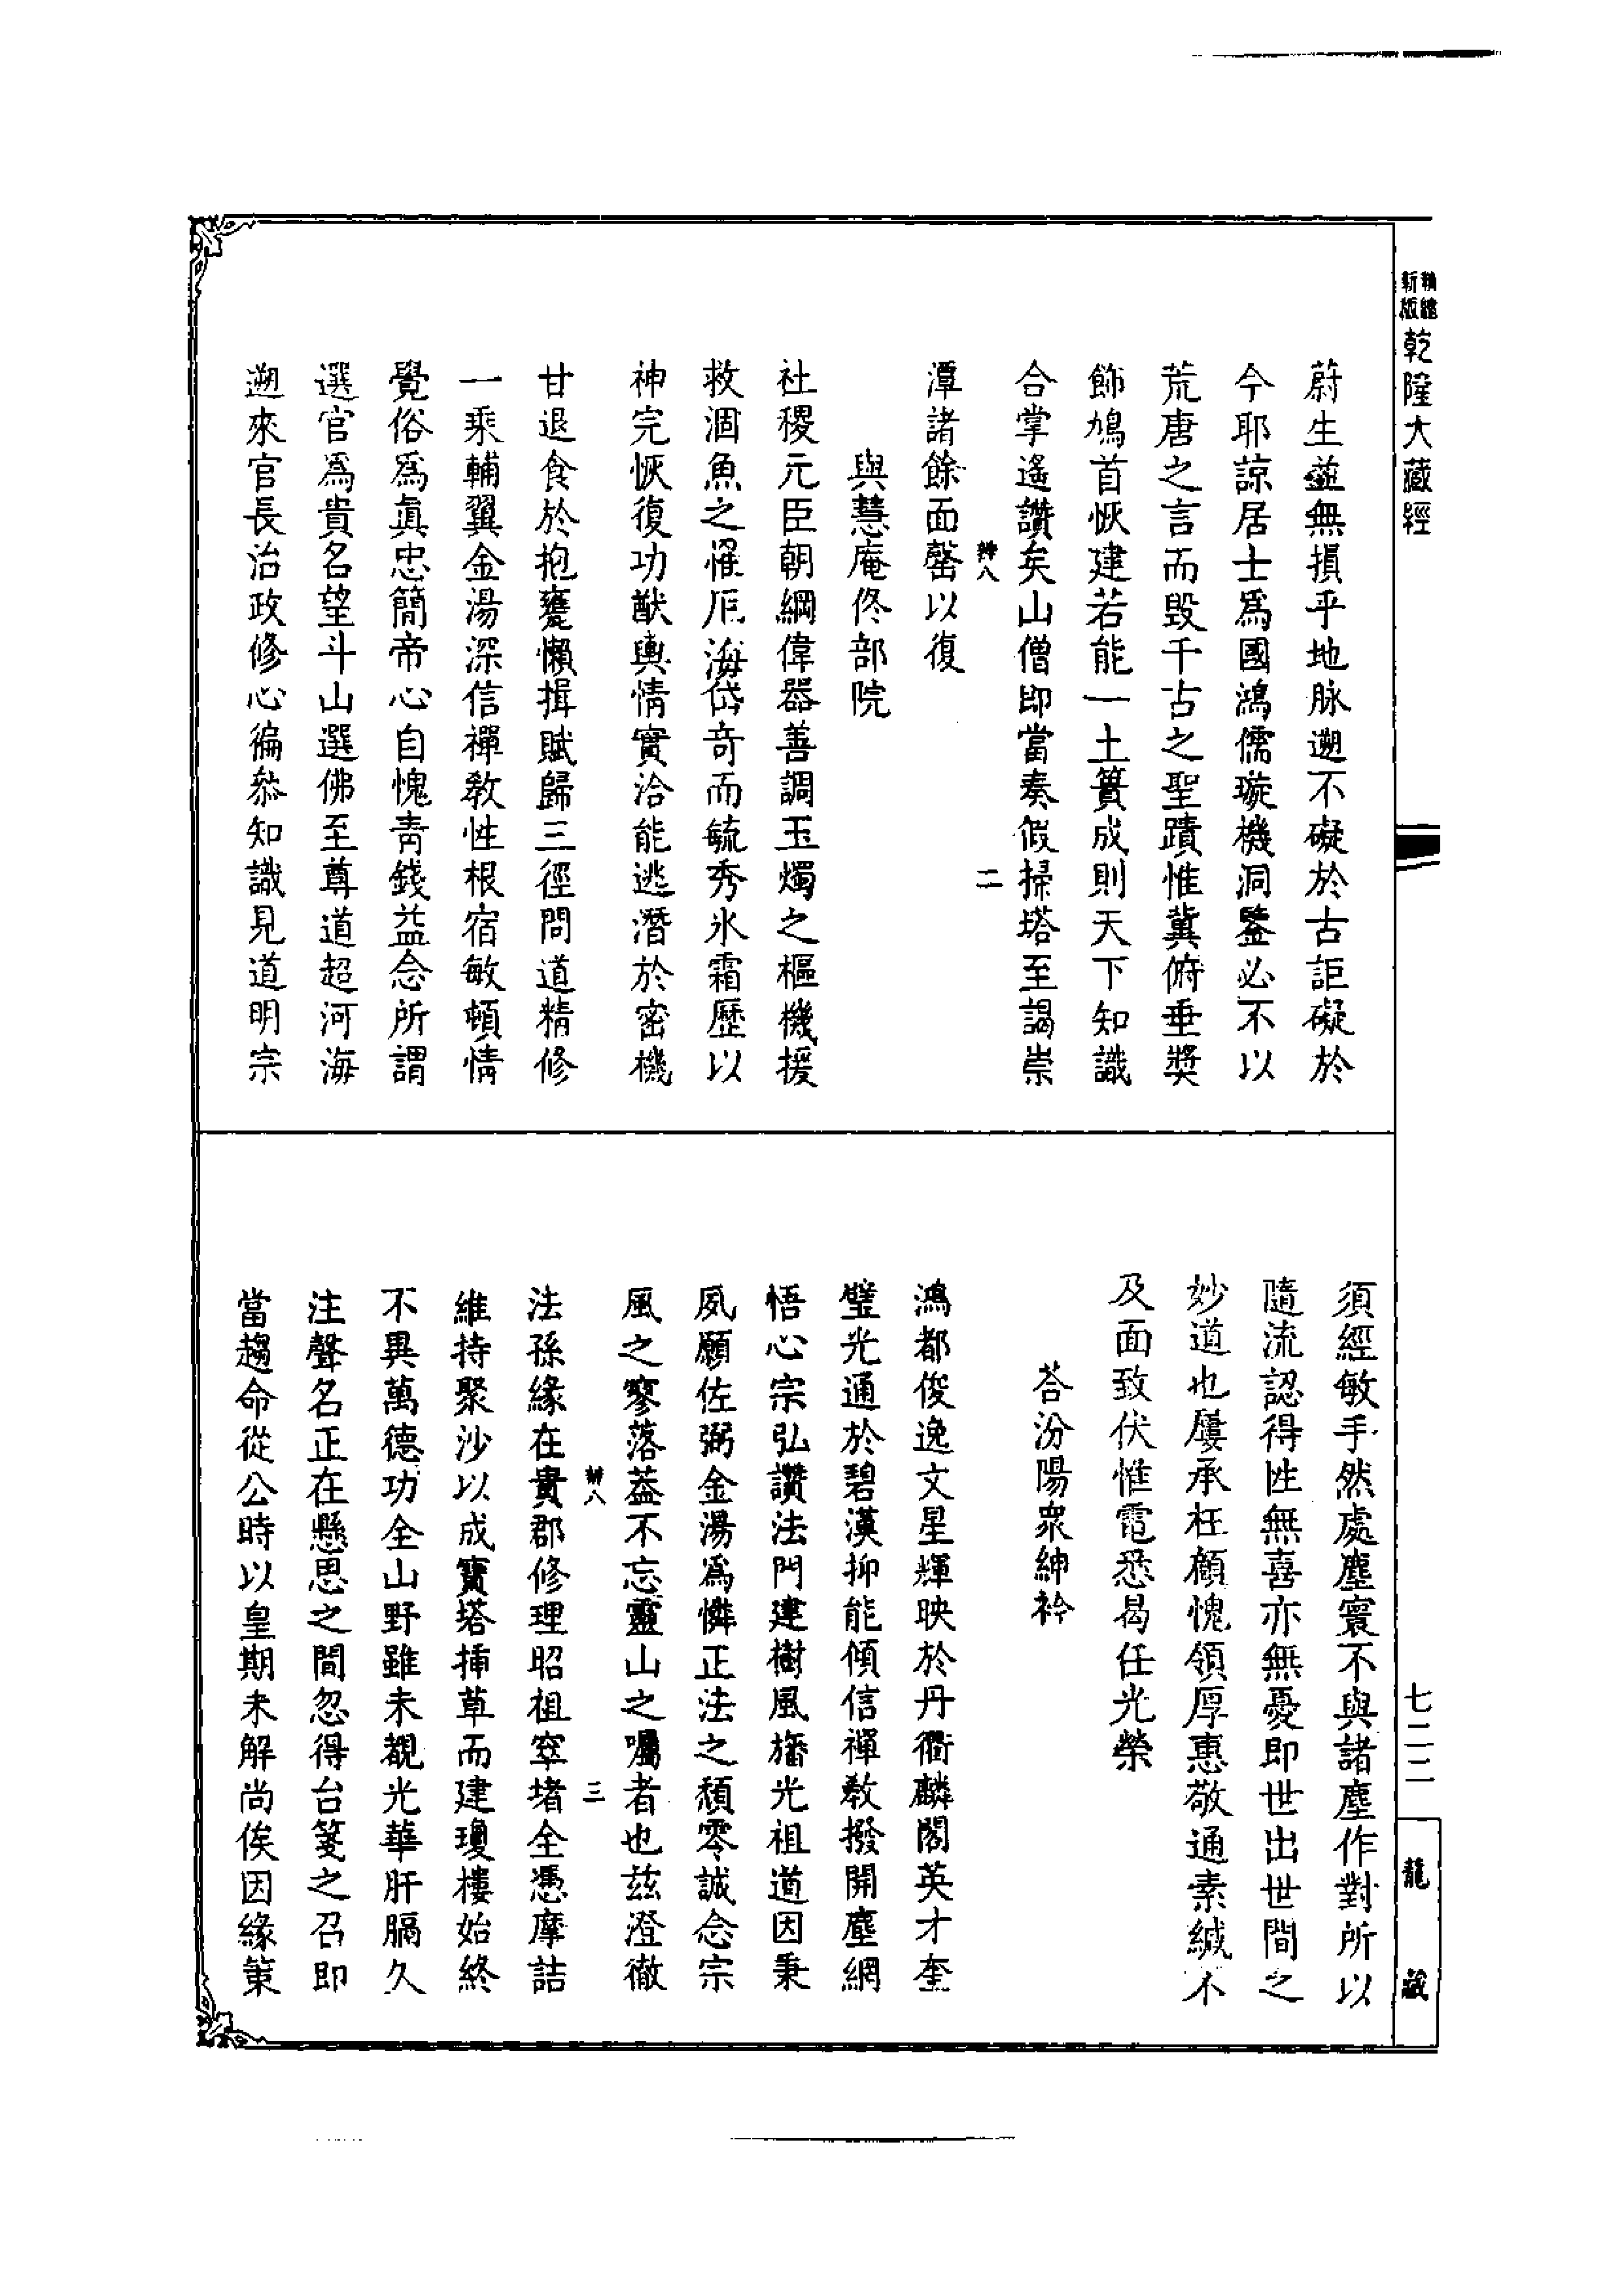 精縮
新版
乾隆大藏經
蔚生蓝無損乎地脉遡不礙於古詎礙於
今耶諒居士爲國鴻儒璇機洞鑒必不以
荒唐之言而毀千古之聖蹟惟冀俯垂獎
飾鳩首恢建若能一土簣成則天下知識
合掌遙讚矣山僧卽當奏假掃塔至謁崇
辨八
二
潭諸餘面罄以復
與慧庵佟部院
社稷元臣朝綱偉器善調玉燭之樞機援
救涸魚之罹厄海岱奇而毓秀氷霜歷以
神完恢復功猷輿情實洽能逃潛於密機
甘退食於抱甕懶揖賦歸三徑問道精修
一乘輔翼金湯深信禪教性根宿敏頓情
覺俗爲眞忠簡帝心自愧靑錢益念所謂
選官爲貴名望斗山選佛至尊道超河海
遡來官長治政修心徧叅知識見道明宗
須經敏手然處塵寰不與諸塵作對所以
隨流認得性無喜亦無憂卽世出世間之
妙道也屢承枉顧愧領厚惠敬通素緘不
及面致伏惟電悉曷任光榮
荅汾陽衆紳衿
鴻都俊逸文星輝映於丹衢麟閣英才奎
璧光通於碧漢抑能傾信禪教撥開塵網
悟心宗弘讚法門建樹風旛光祖道因秉
夙願佐弼金湯爲憐正法之頹零誠念宗
風之寥落葢不忘靈山之囑者也茲澄徹
辨八
三
法孫緣在貴郡修理昭祖窣堵全憑摩詰
維持聚沙以成寶塔揷草而建瓊樓始終
不異萬德功全山野雖未覩光華肝膈久
注聲名正在懸思之間忽得台箋之召卽
當趨命從公時以皇期未解尚俟因緣策
七二二
龍藏